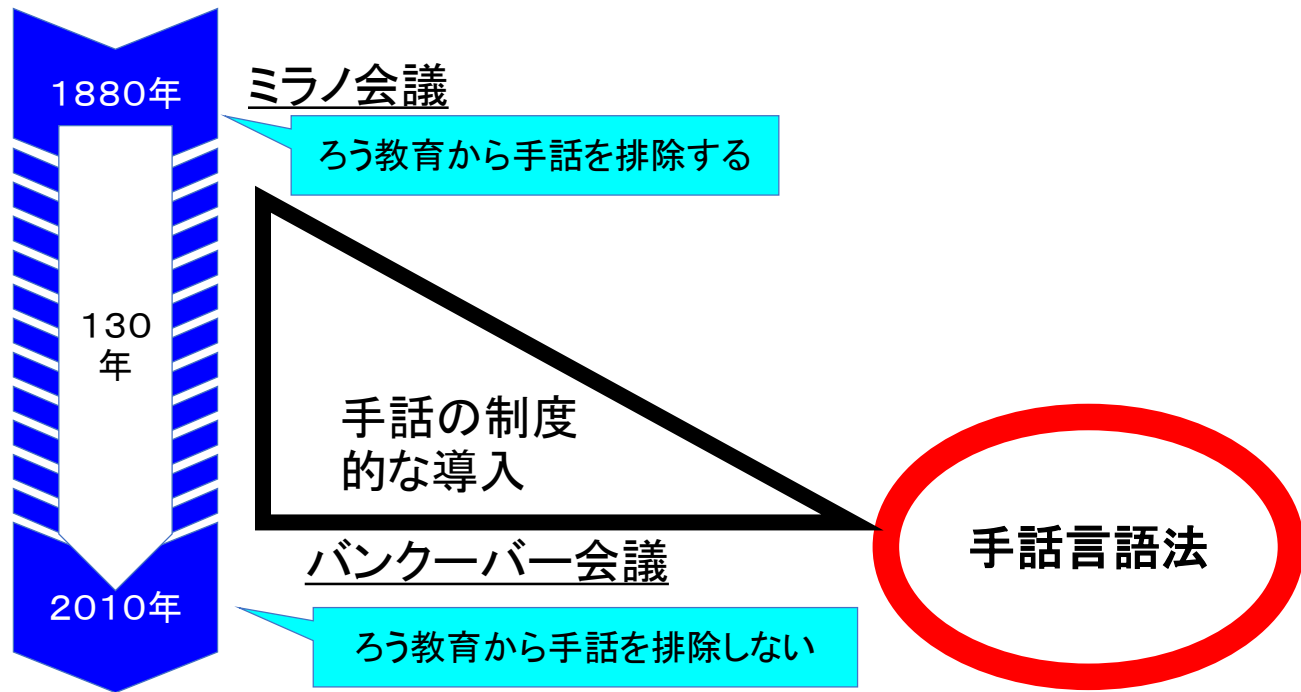 1880年
ミラノ会議
ろう教育から手話を排除する
130
年
手話の制度
的な導入
手話言語法
バンクーバー会議
2010年
ろう教育から手話を排除しない